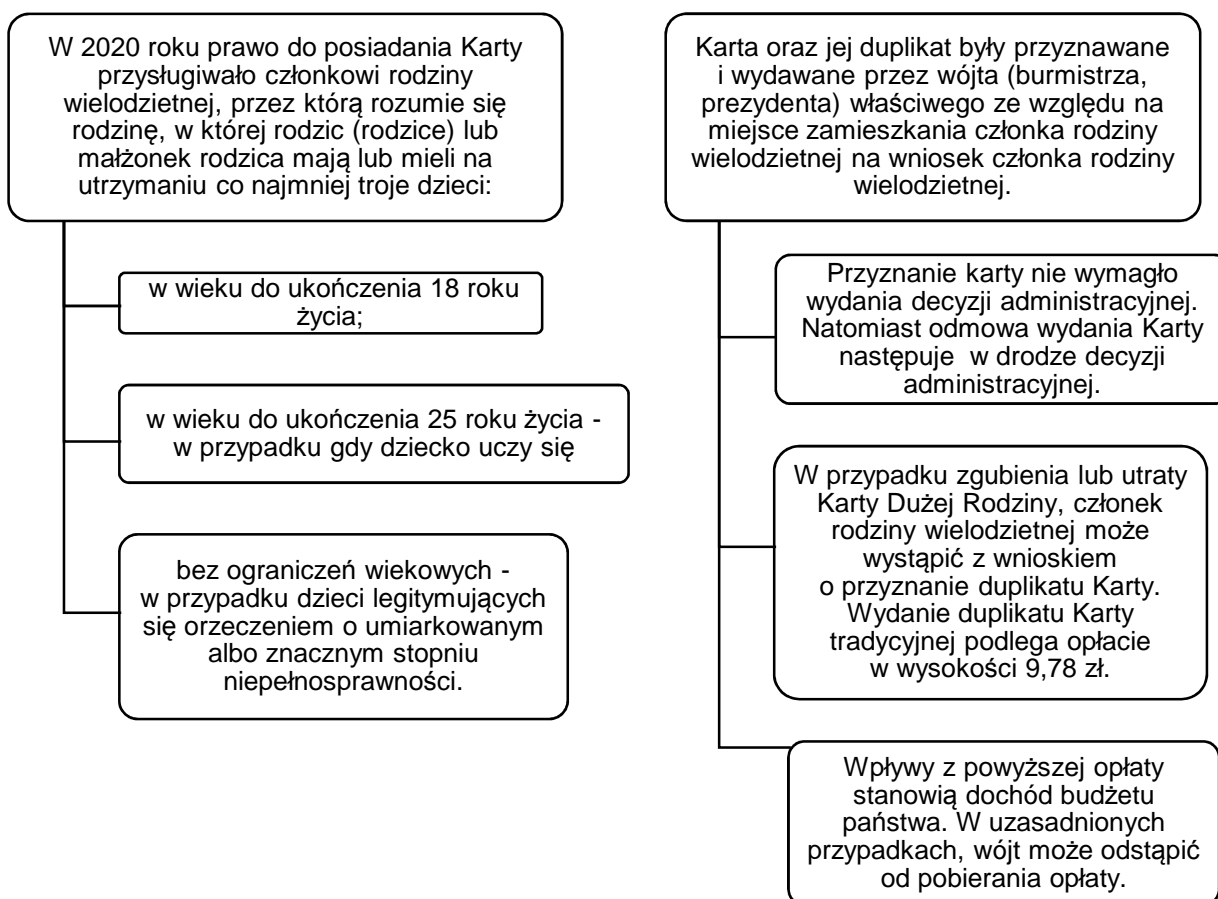 W 2020 roku prawo do posiadania Karty
przysługiwało członkowi rodziny
wielodzietnej, przez którą rozumie się
rodzinę, w której rodzic (rodzice) lub
małżonek rodzica mają lub mieli na
utrzymaniu co najmniej troje dzieci:
w wieku do ukończenia 18 roku
życia;
w wieku do ukończenia 25 roku życia -
w przypadku gdy dziecko uczy się
bez ograniczeń wiekowych -
w przypadku dzieci legitymujących
się orzeczeniem o umiarkowanym
albo znacznym stopniu
niepełnosprawności.
Karta oraz jej duplikat były przyznawane
i wydawane przez wójta (burmistrza,
prezydenta) właściwego ze względu na
miejsce zamieszkania członka rodziny
wielodzietnej na wniosek członka rodziny
wielodzietnej.
Przyznanie karty nie wymagło
wydania decyzji administracyjnej.
Natomiast odmowa wydania Karty
następuje w drodze decyzji
administracyjnej.
W przypadku zgubienia lub utraty
Karty Dużej Rodziny, członek
rodziny wielodzietnej może
wystąpić z wnioskiem
o przyznanie duplikatu Karty.
Wydanie duplikatu Karty
tradycyjnej podlega opłacie
w wysokości 9,78 zł.
Wpływy z powyższej opłaty
stanowią dochód budżetu
państwa. W uzasadnionych
przypadkach, wójt może odstąpić
od pobierania opłaty.